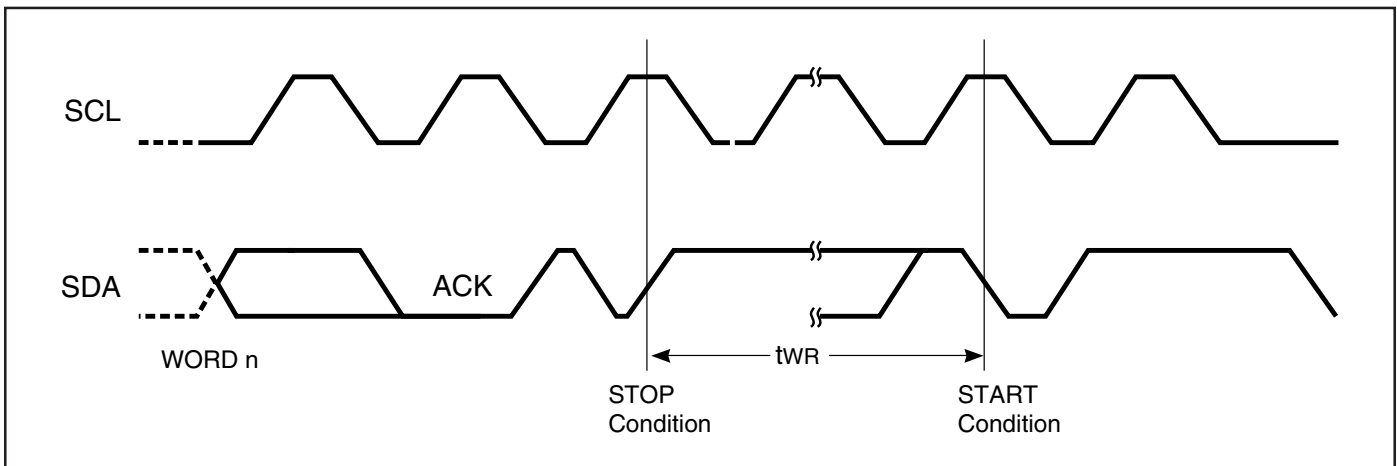 SCL
SDA
ACK
WORD n
tWR
STOP
Condition
START
Condition